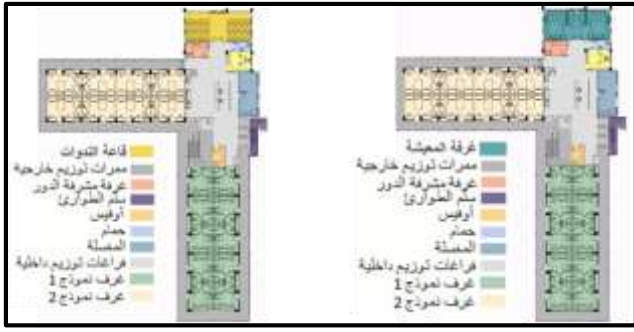 قاعة الندوات
ممرات توزيع خارجية
غرفة مشرفة الدور
سلم الطوارئ
أوفيس
حمام
المغسلة
فراغات توزيع داخلية
غرف نموذج 1
غرف نموذج 2
غرفة المعيشة
ممرات توزيع خارجية
غرفة مشرفة الدور
سلم الطوارئ
أوفيس
حمام
المغسلة
فراغات توزيع داخلية
غرف نموذج 1
غرف نموذج 2